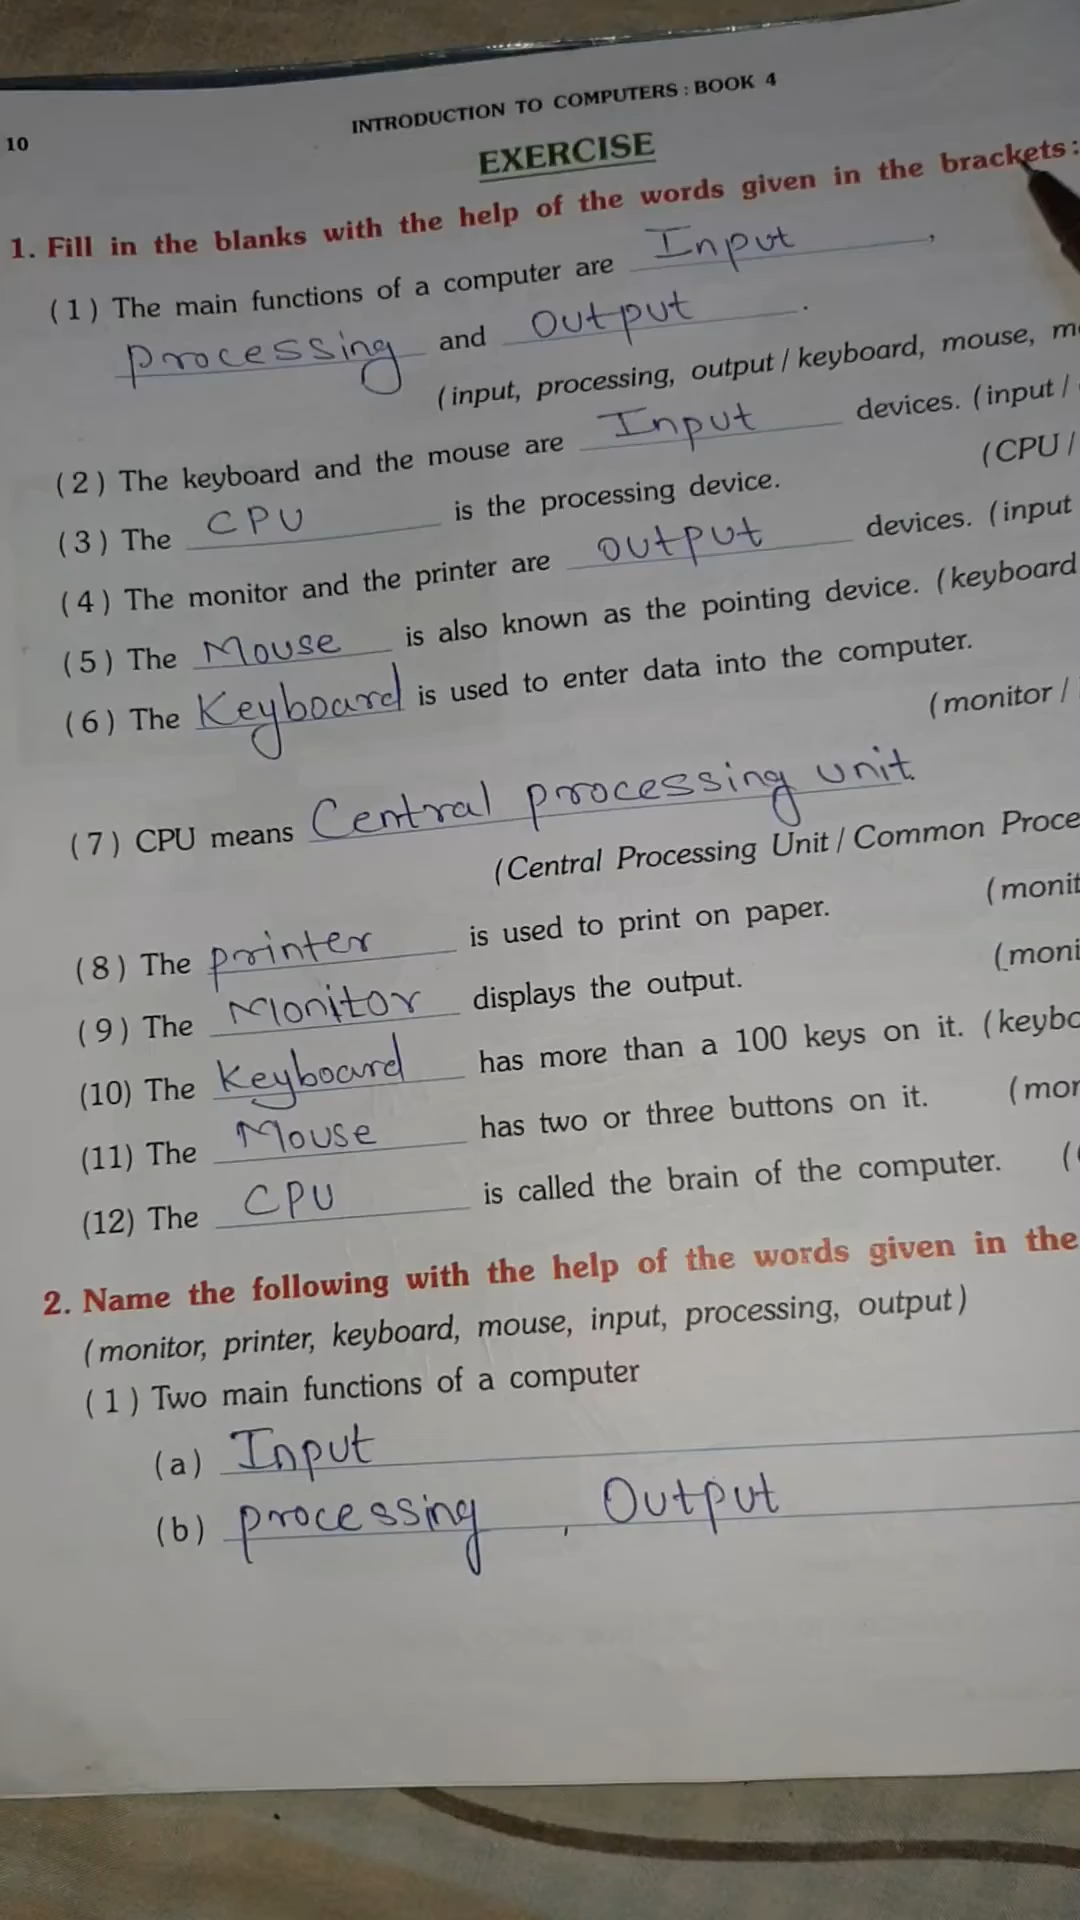 10
INTRODUCTION TO COMPUTERS : BOOK 4
EXERCISE
1. Fill in the blanks with the help of the words given in the brackets :
(1) The main functions of a computer are Input ,
processing and output .
(input, processing, output / keyboard, mouse,
(2) The keyboard and the mouse are Input devices. (input /
(3) The CPU is the processing device. (CPU /
(4) The monitor and the printer are output devices. (input
(5) The Mouse is also known as the pointing device. (keyboard
(6) The Keyboard is used to enter data into the computer.
(monitor /
(7) CPU means Central processing unit.
(Central Processing Unit / Common
(8) The printer is used to print on paper.
(9) The Monitor displays the output.
(10) The Keyboard has more than a 100 keys on it.
(11) The Mouse has two or three buttons on it.
(12) The CPU is called the brain of the computer. (
2. Name the following with the help of the words given in the
(monitor, printer, keyboard, mouse, input, processing, output)
(1) Two main functions of a computer
(a) Input
(b) processing , Output